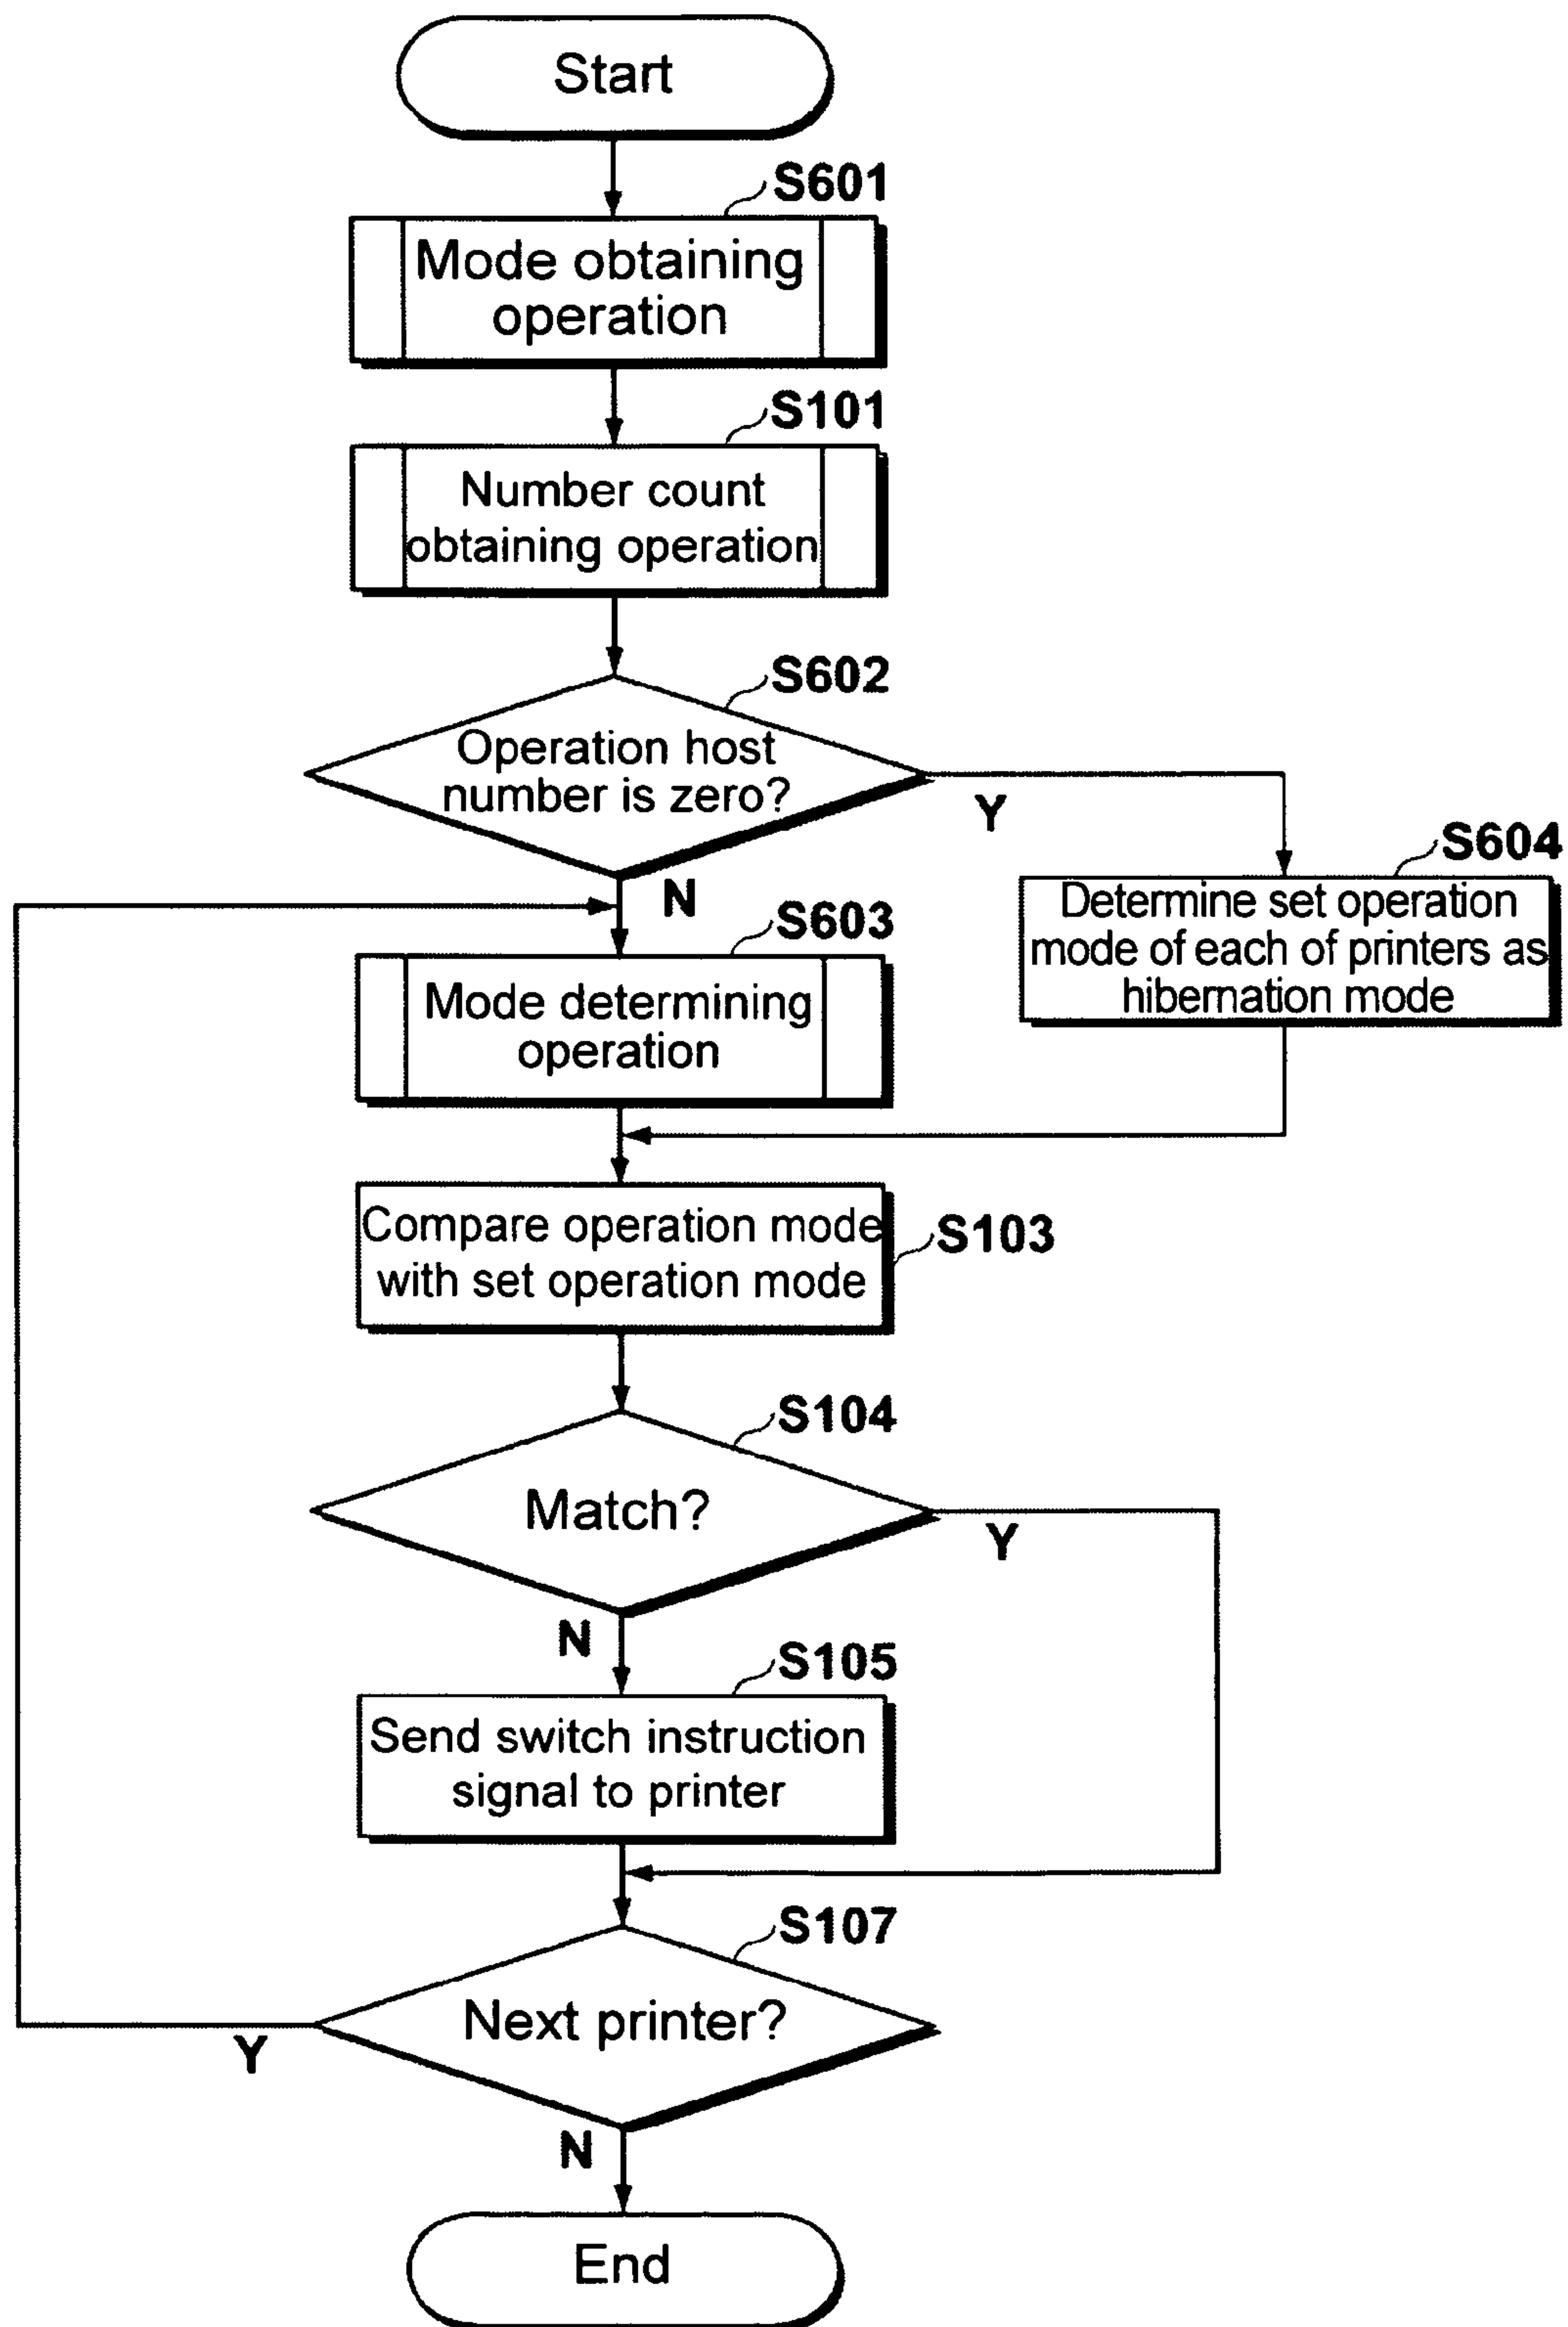 Start
S601
Mode obtaining
operation
S101
Number count
obtaining operation
S602
Operation host
number is zero?
Y
S604
Determine set operation
mode of each of printers as
hibernation mode
N
S603
Mode determining
operation
Compare operation mode
with set operation mode
S103
S104
Match?
Y
N
S105
Send switch instruction
signal to printer
S107
Next printer?
Y
N
End